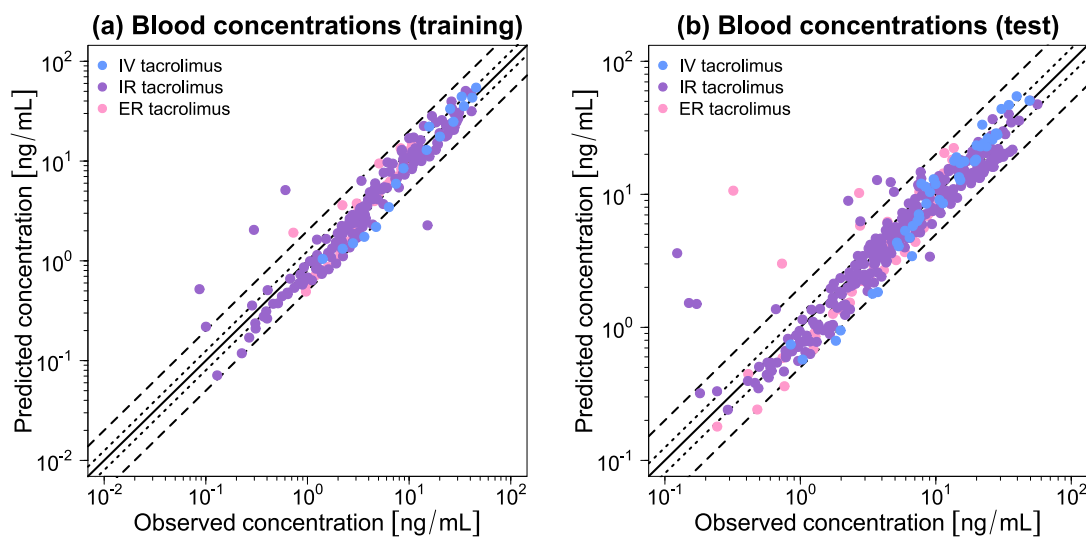 (a) Blood concentrations (training)
Predicted concentration [ng/mL]
10²
10¹
10⁰
10⁻¹
10⁻²
IV tacrolimus
IR tacrolimus
ER tacrolimus
10⁻² 10⁻¹ 10⁰ 10¹ 10²
Observed concentration [ng/mL]
(b) Blood concentrations (test)
Predicted concentration [ng/mL]
10²
10¹
10⁰
10⁻¹
IV tacrolimus
IR tacrolimus
ER tacrolimus
10⁻¹ 10⁰ 10¹ 10²
Observed concentration [ng/mL]